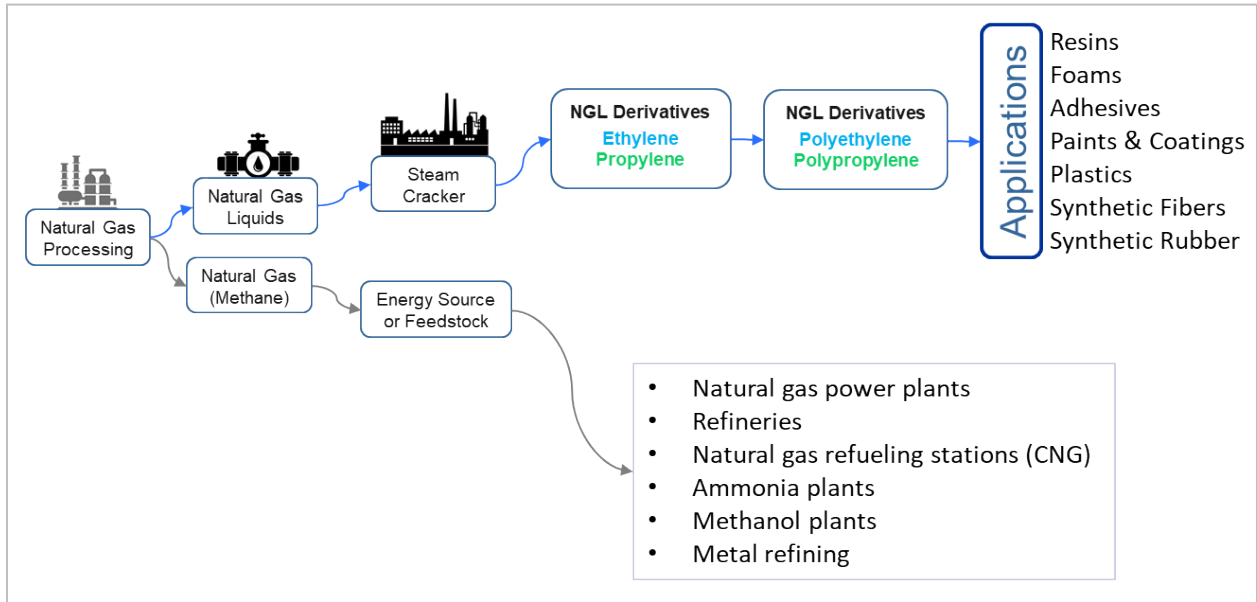 Natural Gas
Processing
Natural Gas
Liquids
Steam
Cracker
NGL Derivatives
Ethylene
Propylene
NGL Derivatives
Polyethylene
Polypropylene
Applications
Resins
Foams
Adhesives
Paints & Coatings
Plastics
Synthetic Fibers
Synthetic Rubber
Natural Gas
(Methane)
Energy Source
or Feedstock
• Natural gas power plants
• Refineries
• Natural gas refueling stations (CNG)
• Ammonia plants
• Methanol plants
• Metal refining